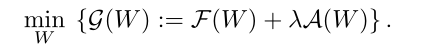 min_W {𝒢(W) := ℱ(W) + λ𝒜(W)}.